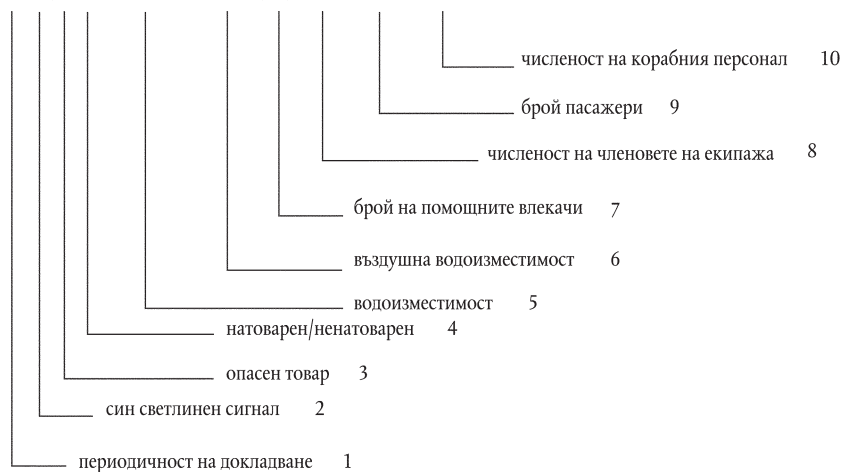 численост на корабния персонал 10
брой пасажери 9
численост на членовете на екипажа 8
брой на помощните влекачи 7
въздушна водоизместимост 6
водоизместимост 5
натоварен/ненатоварен 4
опасен товар 3
син светлинен сигнал 2
периодичност на докладване 1